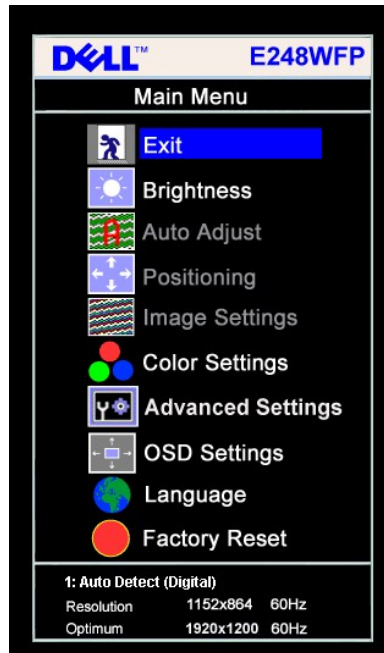 DELL™ E248WFP
Main Menu
Exit
Brightness
Auto Adjust
Positioning
Image Settings
Color Settings
Advanced Settings
OSD Settings
Language
Factory Reset
1: Auto Detect (Digital)
Resolution 1152x864 60Hz
Optimum 1920x1200 60Hz